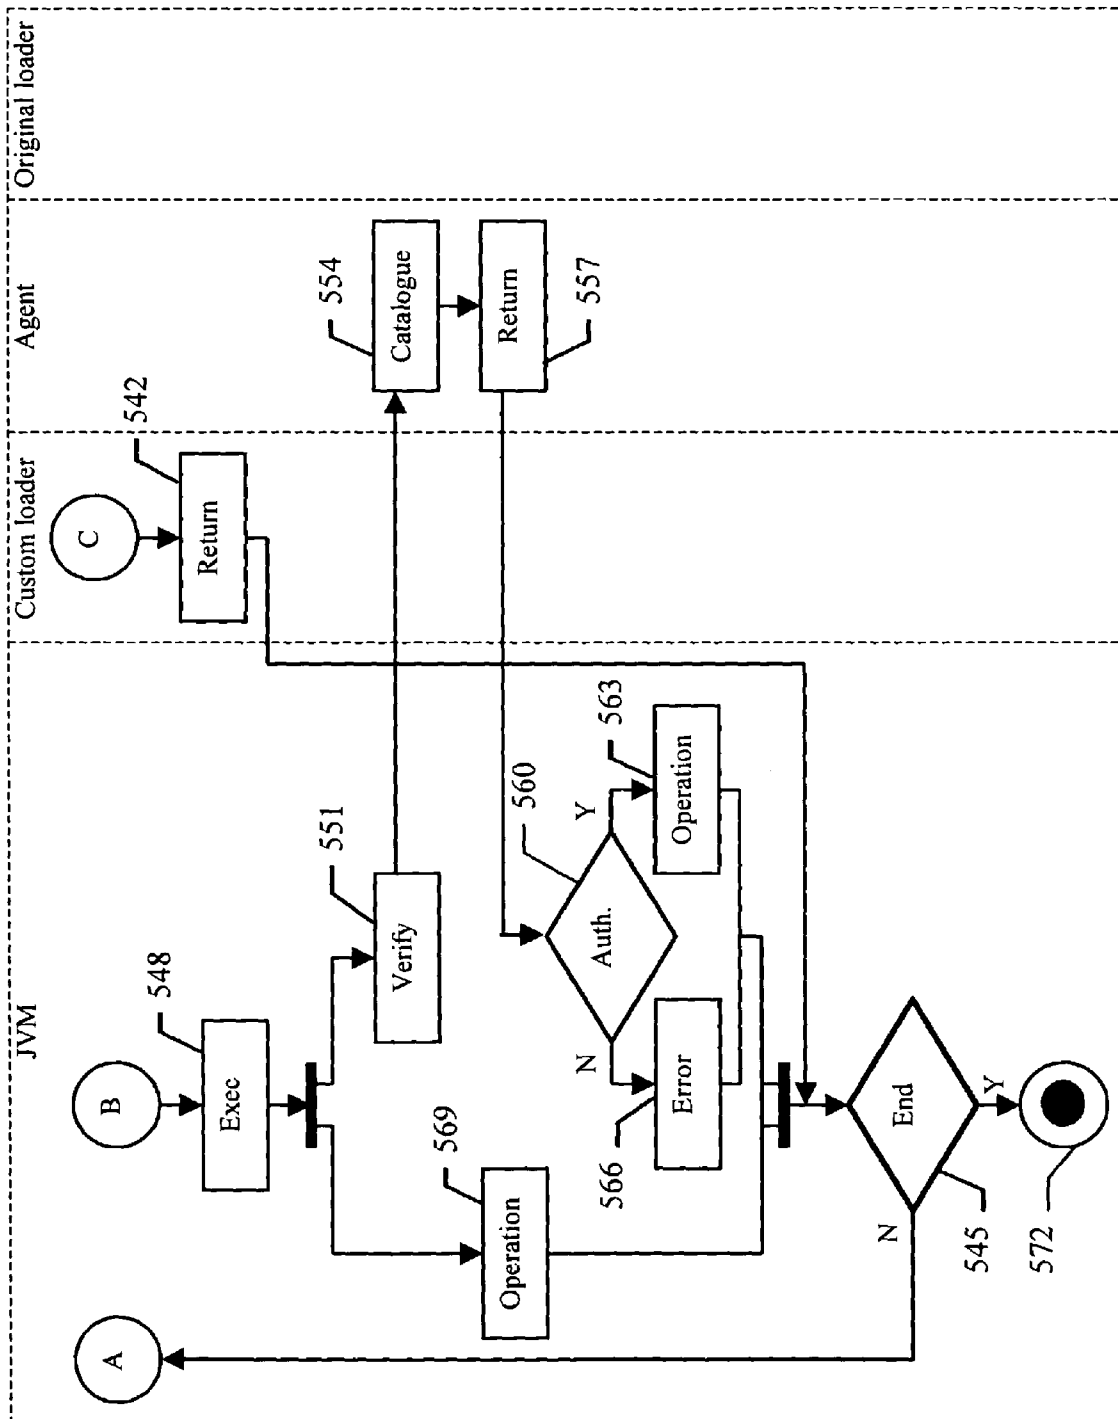 JVM
Custom loader
Agent
Original loader
A
B
C
548
Exec
542
Return
551
Verify
554
Catalogue
569
Operation
Return
557
560
Auth.
Y
N
563
Operation
566
Error
End
N
Y
545
572